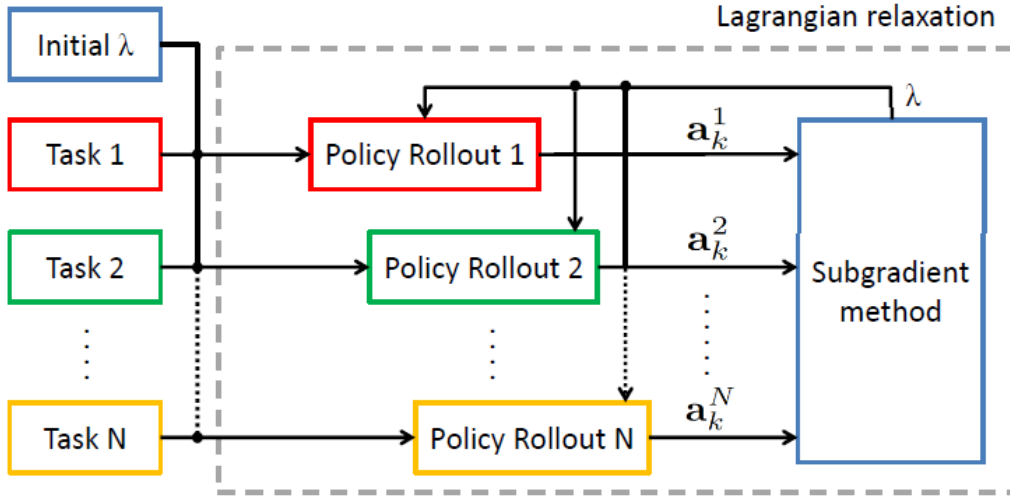 Lagrangian relaxation
Initial λ
λ
Task 1
Policy Rollout 1
a_k^1
Task 2
Policy Rollout 2
a_k^2
Subgradient
method
Task N
Policy Rollout N
a_k^N